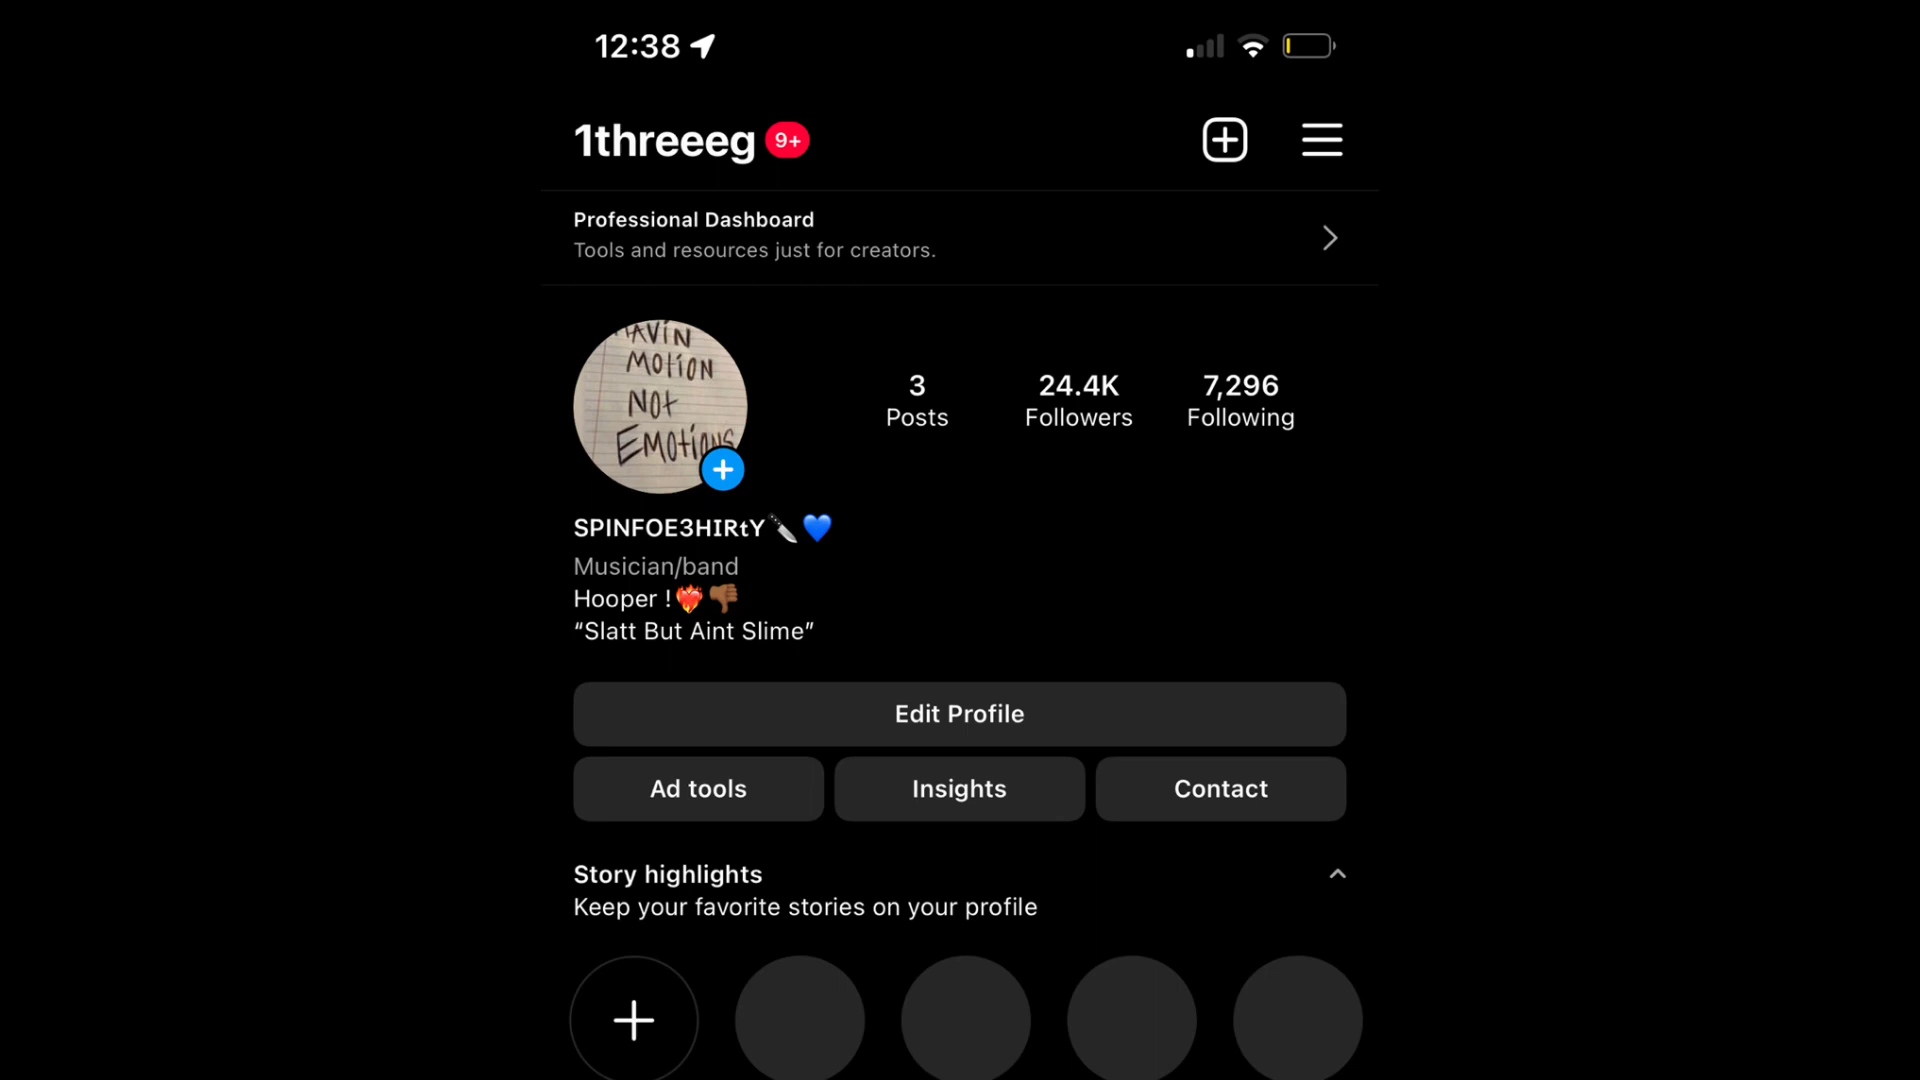 12:38
1threeeg 9+
Professional Dashboard
Tools and resources just for creators.
MOTION
NOT
EMOTIONS
3
Posts
24.4K
Followers
7,296
Following
SPINFOE3HIRtY🔪💙
Musician/band
Hooper !❤️‍🔥👎🏾
“Slatt But Aint Slime”
Edit Profile
Ad tools
Insights
Contact
Story highlights
Keep your favorite stories on your profile